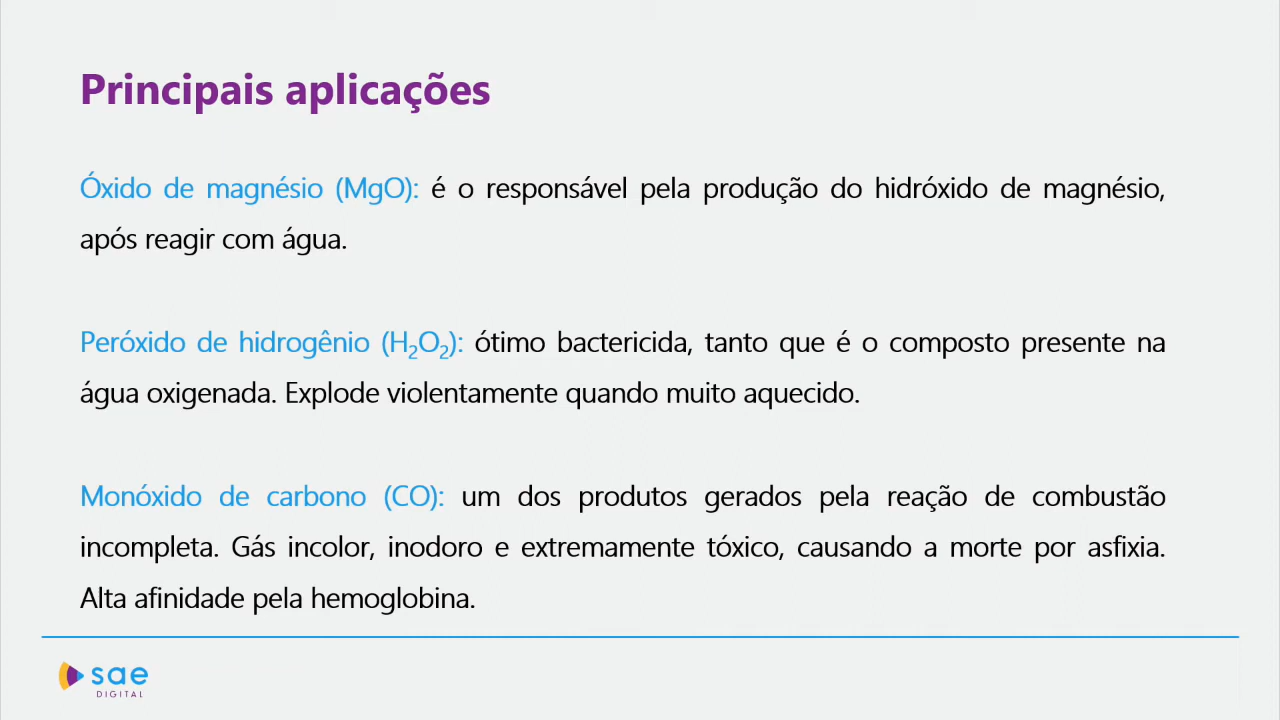 Principais aplicações
Óxido de magnésio (MgO): é o responsável pela produção do hidróxido de magnésio,
após reagir com água.
Peróxido de hidrogênio (H₂O₂): ótimo bactericida, tanto que é o composto presente na
água oxigenada. Explode violentamente quando muito aquecido.
Monóxido de carbono (CO): um dos produtos gerados pela reação de combustão
incompleta. Gás incolor, inodoro e extremamente tóxico, causando a morte por asfixia.
Alta afinidade pela hemoglobina.
sae
DIGITAL